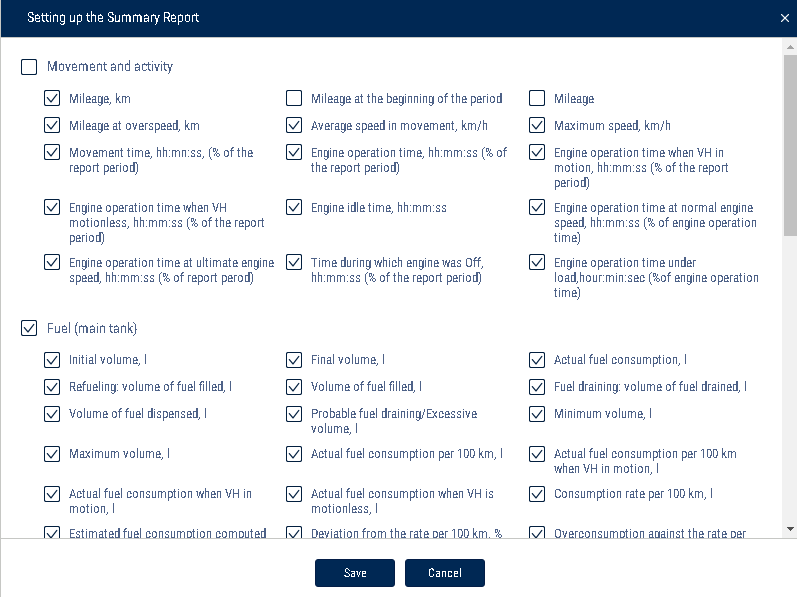 Setting up the Summary Report
Movement and activity
Mileage, km
Mileage at the beginning of the period
Mileage
Mileage at overspeed, km
Average speed in movement, km/h
Maximum speed, km/h
Movement time, hh:mn:ss, (% of the
report period)
Engine operation time, hh:mm:ss (% of
the report period)
Engine operation time when VH in
motion, hh:mm:ss (% of the report
period)
Engine operation time when VH
motionless, hh:mm:ss (% of the report
period)
Engine idle time, hh:mm:ss
Engine operation time at normal engine
speed, hh:mm:ss (% of engine operation
time)
Engine operation time at ultimate engine
speed, hh:mm:ss (% of report perod)
Time during which engine was Off,
hh:mm:ss (% of the report period)
Engine operation time under
load,hour:min:sec (%of engine operation
time)
Fuel (main tank)
Initial volume, l
Final volume, l
Actual fuel consumption, l
Refueling: volume of fuel filled, l
Volume of fuel filled, l
Fuel draining: volume of fuel drained, l
Volume of fuel dispensed, l
Probable fuel draining/Excessive
volume, l
Minimum volume, l
Maximum volume, l
Actual fuel consumption per 100 km, l
Actual fuel consumption per 100 km
when VH in motion, l
Actual fuel consumption when VH in
motion, l
Actual fuel consumption when VH is
motionless, l
Consumption rate per 100 km, l
Estimated fuel consumption computed
Deviation from the rate per 100 km, %
Overconsumption against the rate per
Save
Cancel